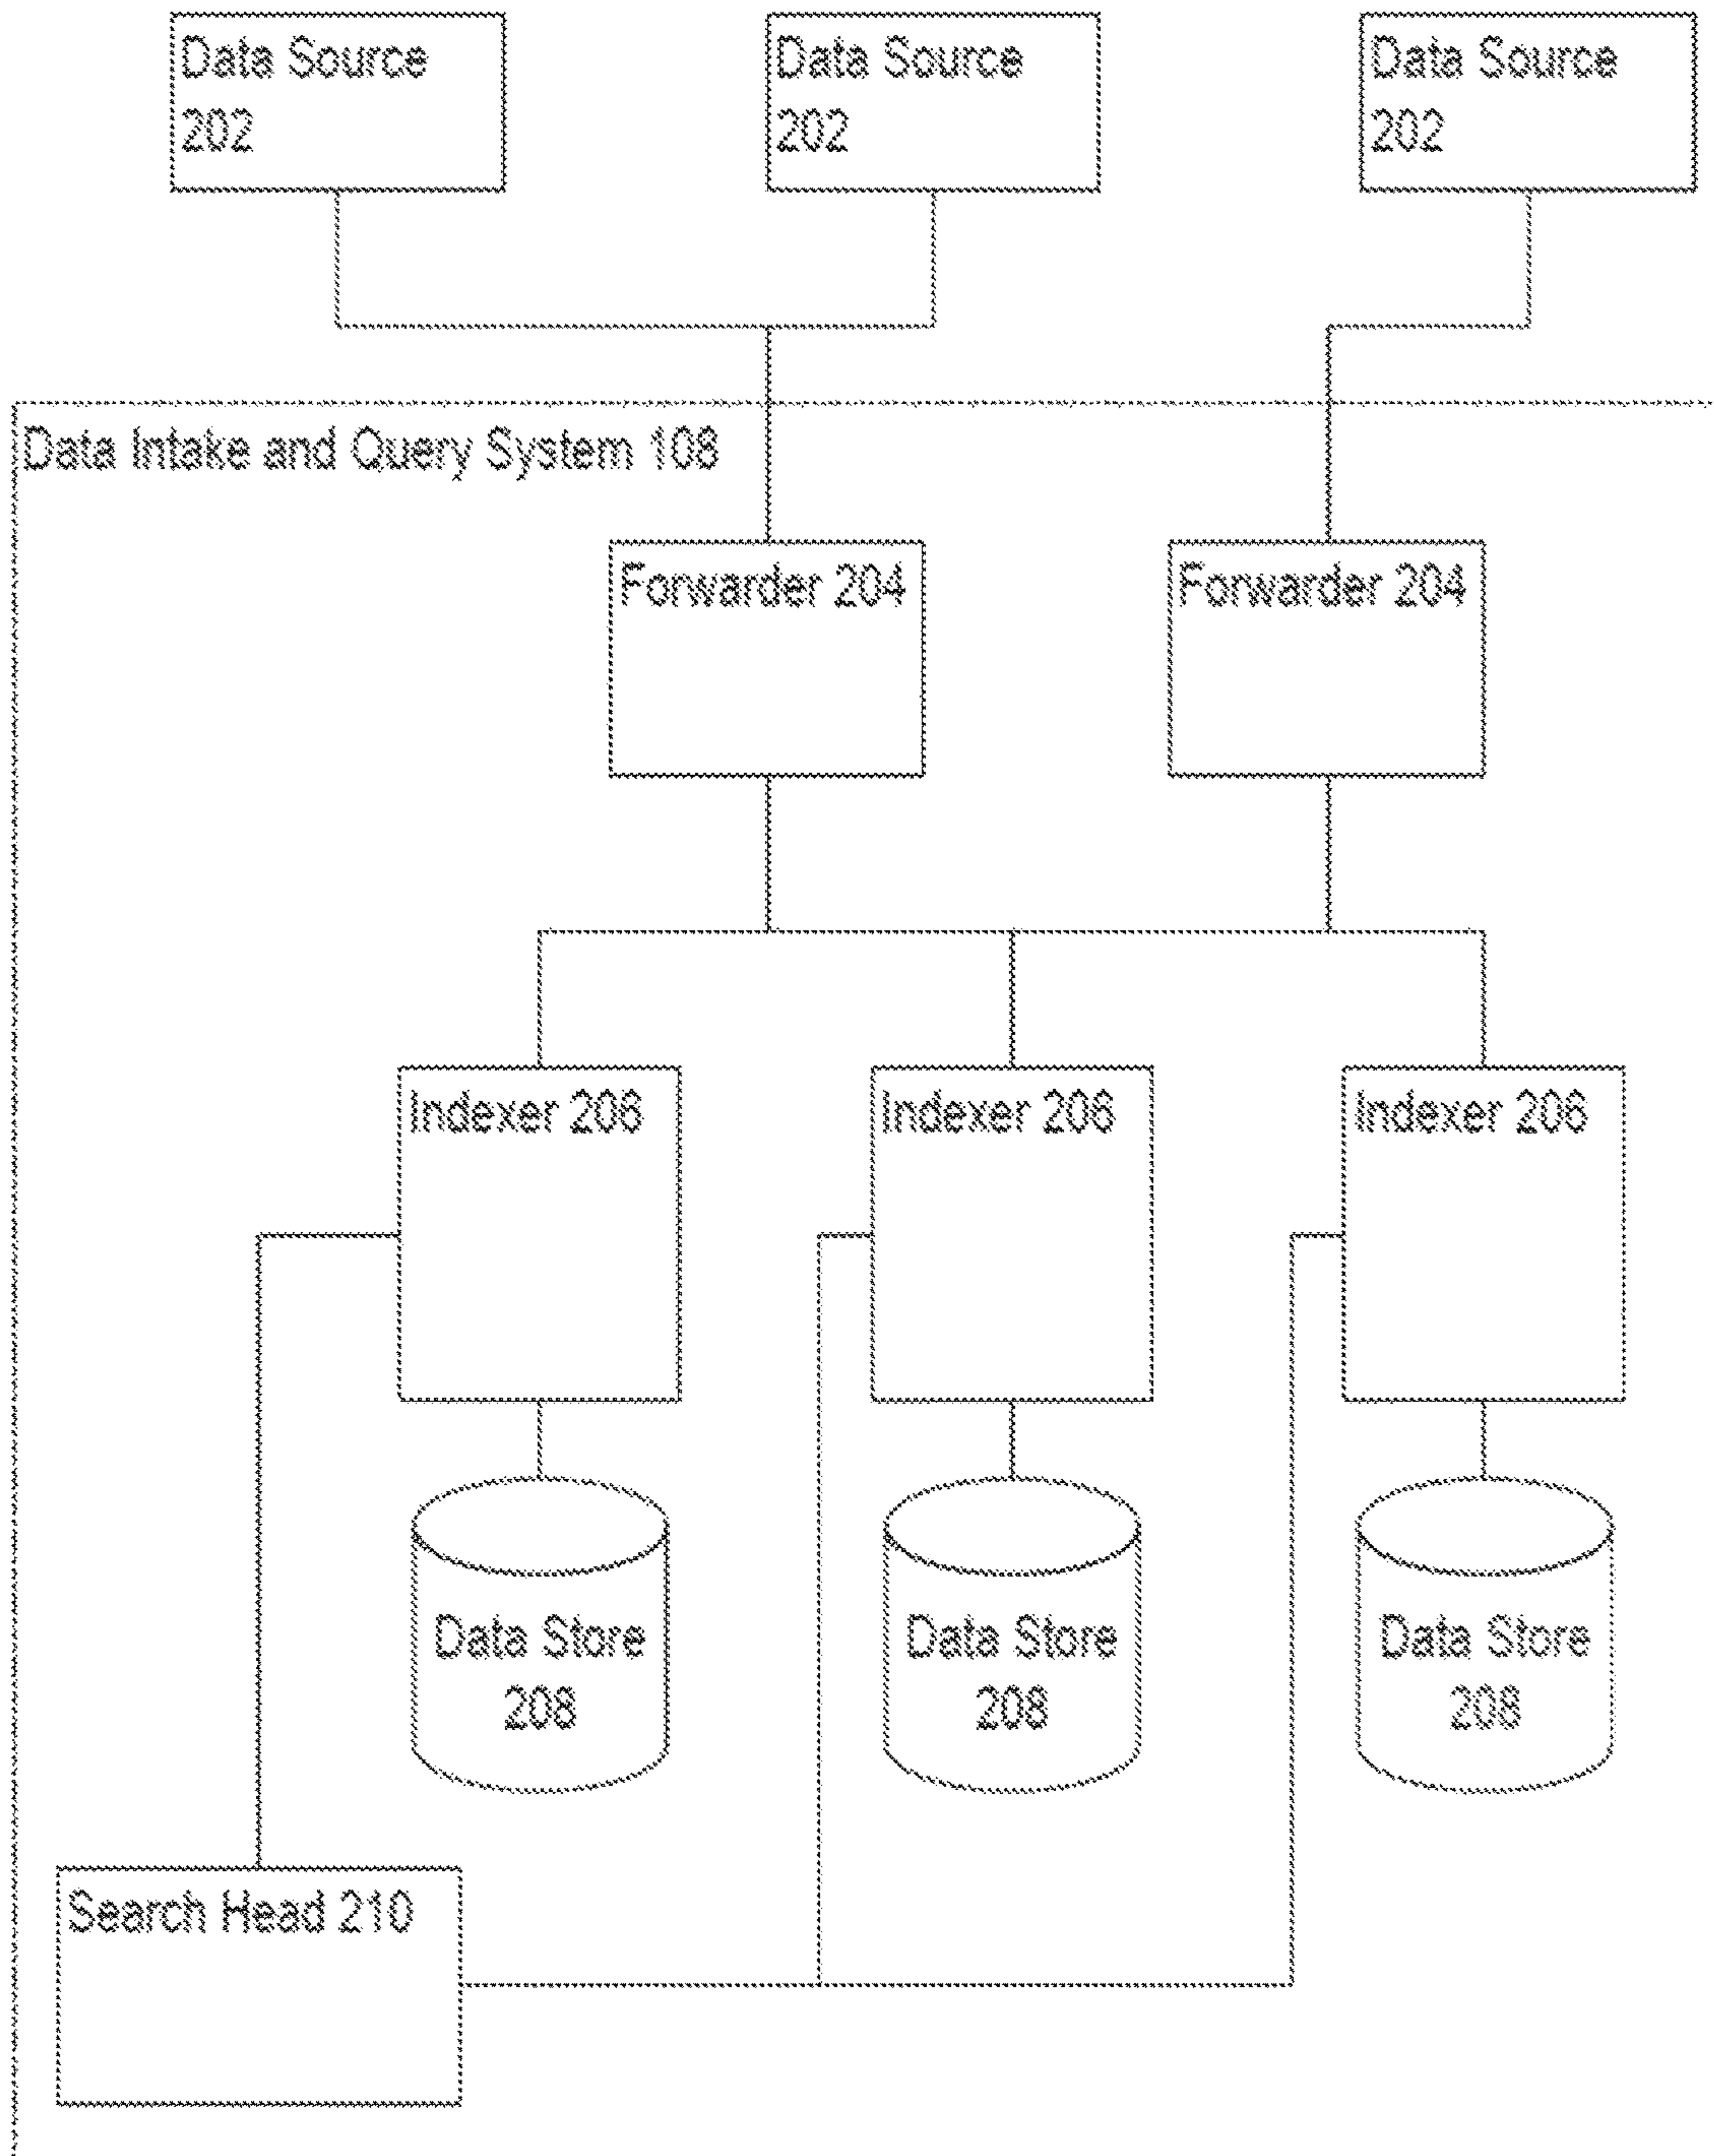 Data Source
202
Data Source
202
Data Source
202
Data Intake and Query System 108
Forwarder 204
Forwarder 204
Indexer 206
Indexer 206
Indexer 206
Data Store
208
Data Store
208
Data Store
208
Search Head 210